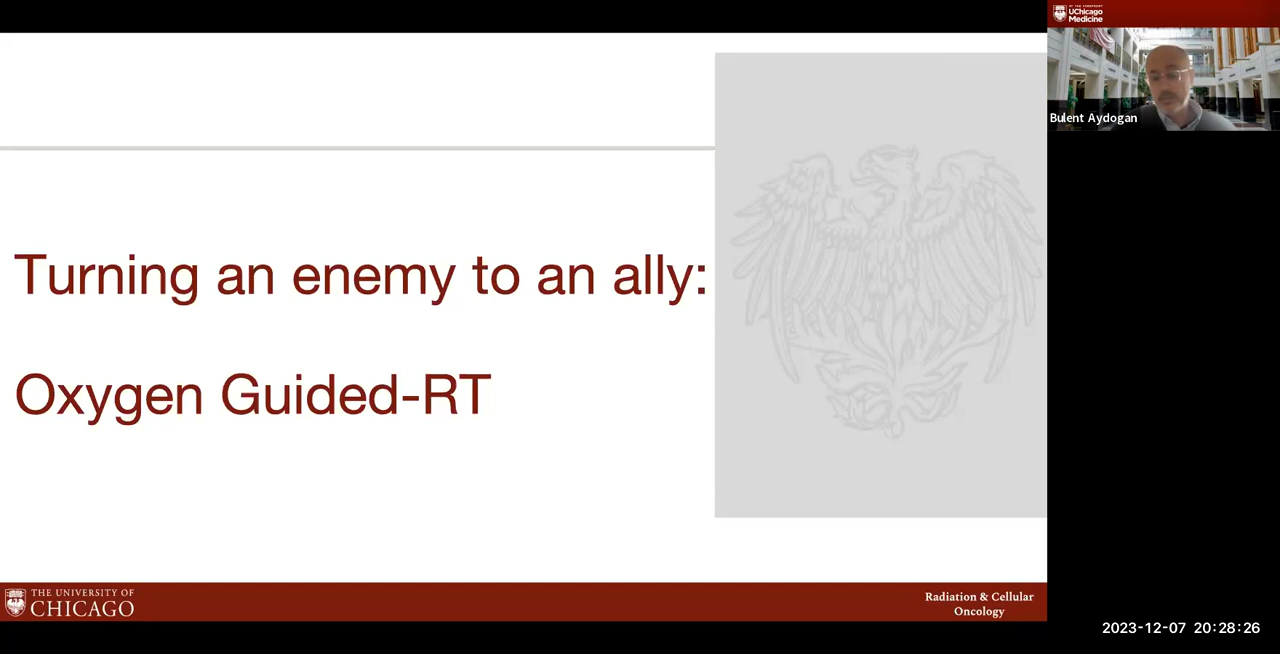 Turning an enemy to an ally:
Oxygen Guided-RT
THE UNIVERSITY OF
CHICAGO
Radiation & Cellular
Oncology
UChicago
Medicine
Bulent Aydogan
2023-12-07 20:28:26